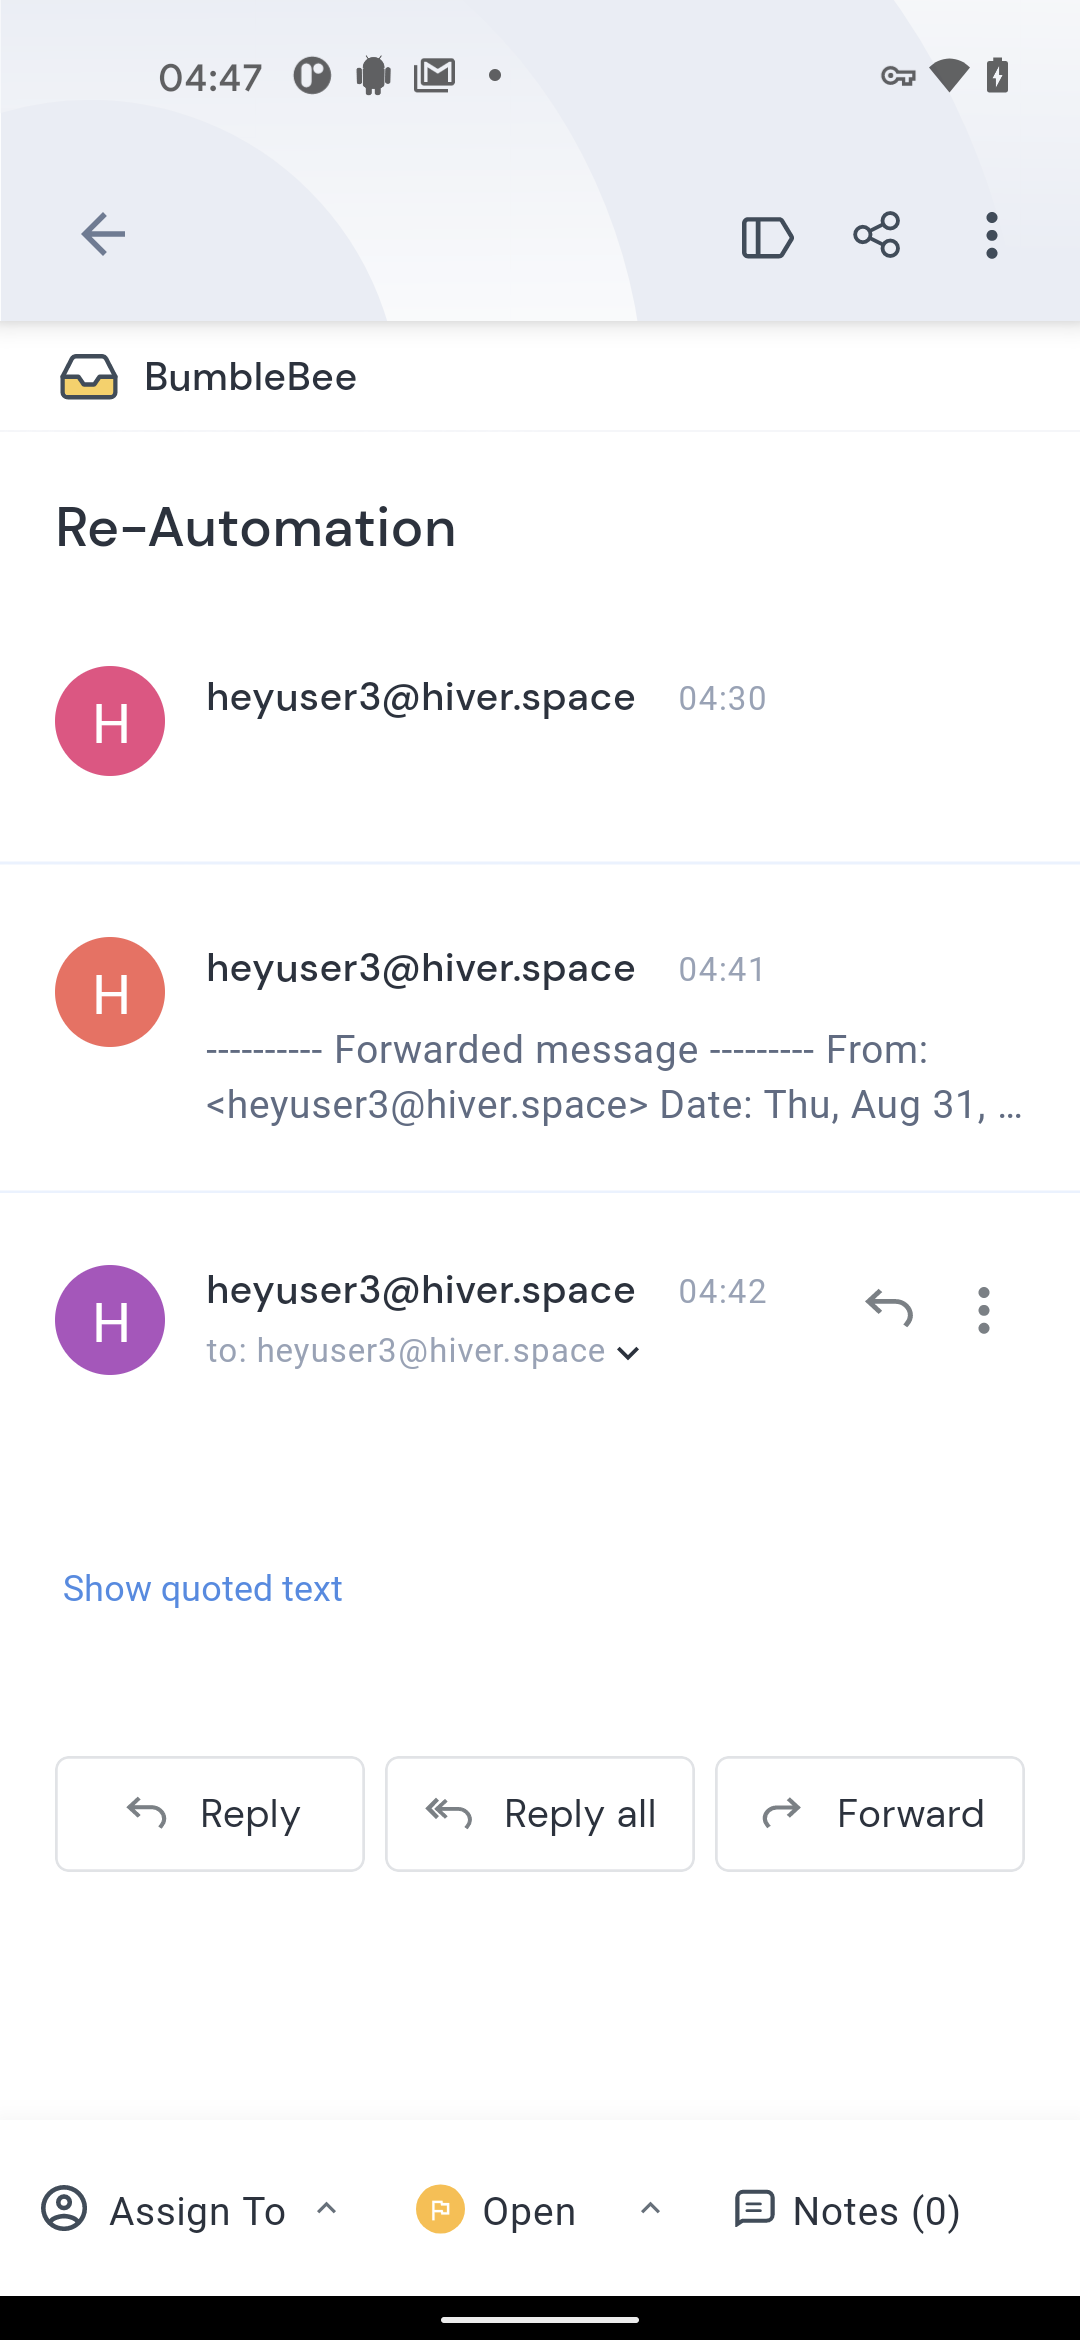 04:47
BumbleBee
Re-Automation
H heyuser3@hiver.space 04:30
H heyuser3@hiver.space 04:41
---------- Forwarded message --------- From:
<heyuser3@hiver.space> Date: Thu, Aug 31, …
H heyuser3@hiver.space 04:42
to: heyuser3@hiver.space
Show quoted text
Reply Reply all Forward
Assign To Open Notes (0)